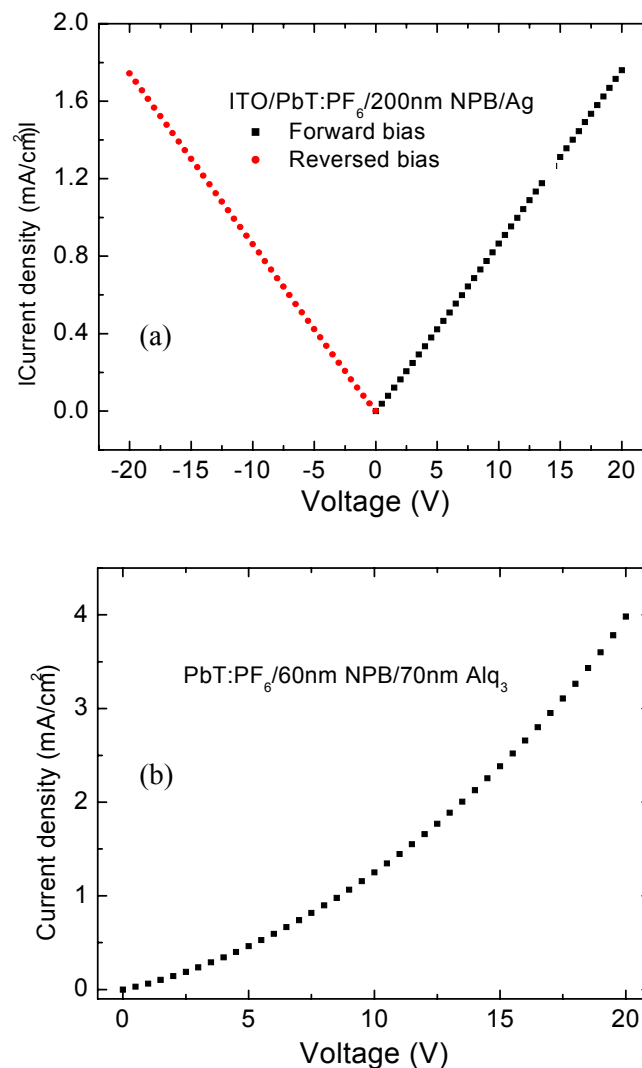 2.0
1.6
1.2
0.8
0.4
0.0
|Current density (mA/cm²)|
ITO/PbT:PF₆/200nm NPB/Ag
Forward bias
Reversed bias
(a)
-20 -15 -10 -5 0 5 10 15 20
Voltage (V)
4
3
2
1
0
Current density (mA/cm²)
PbT:PF₆/60nm NPB/70nm Alq₃
(b)
0 5 10 15 20
Voltage (V)